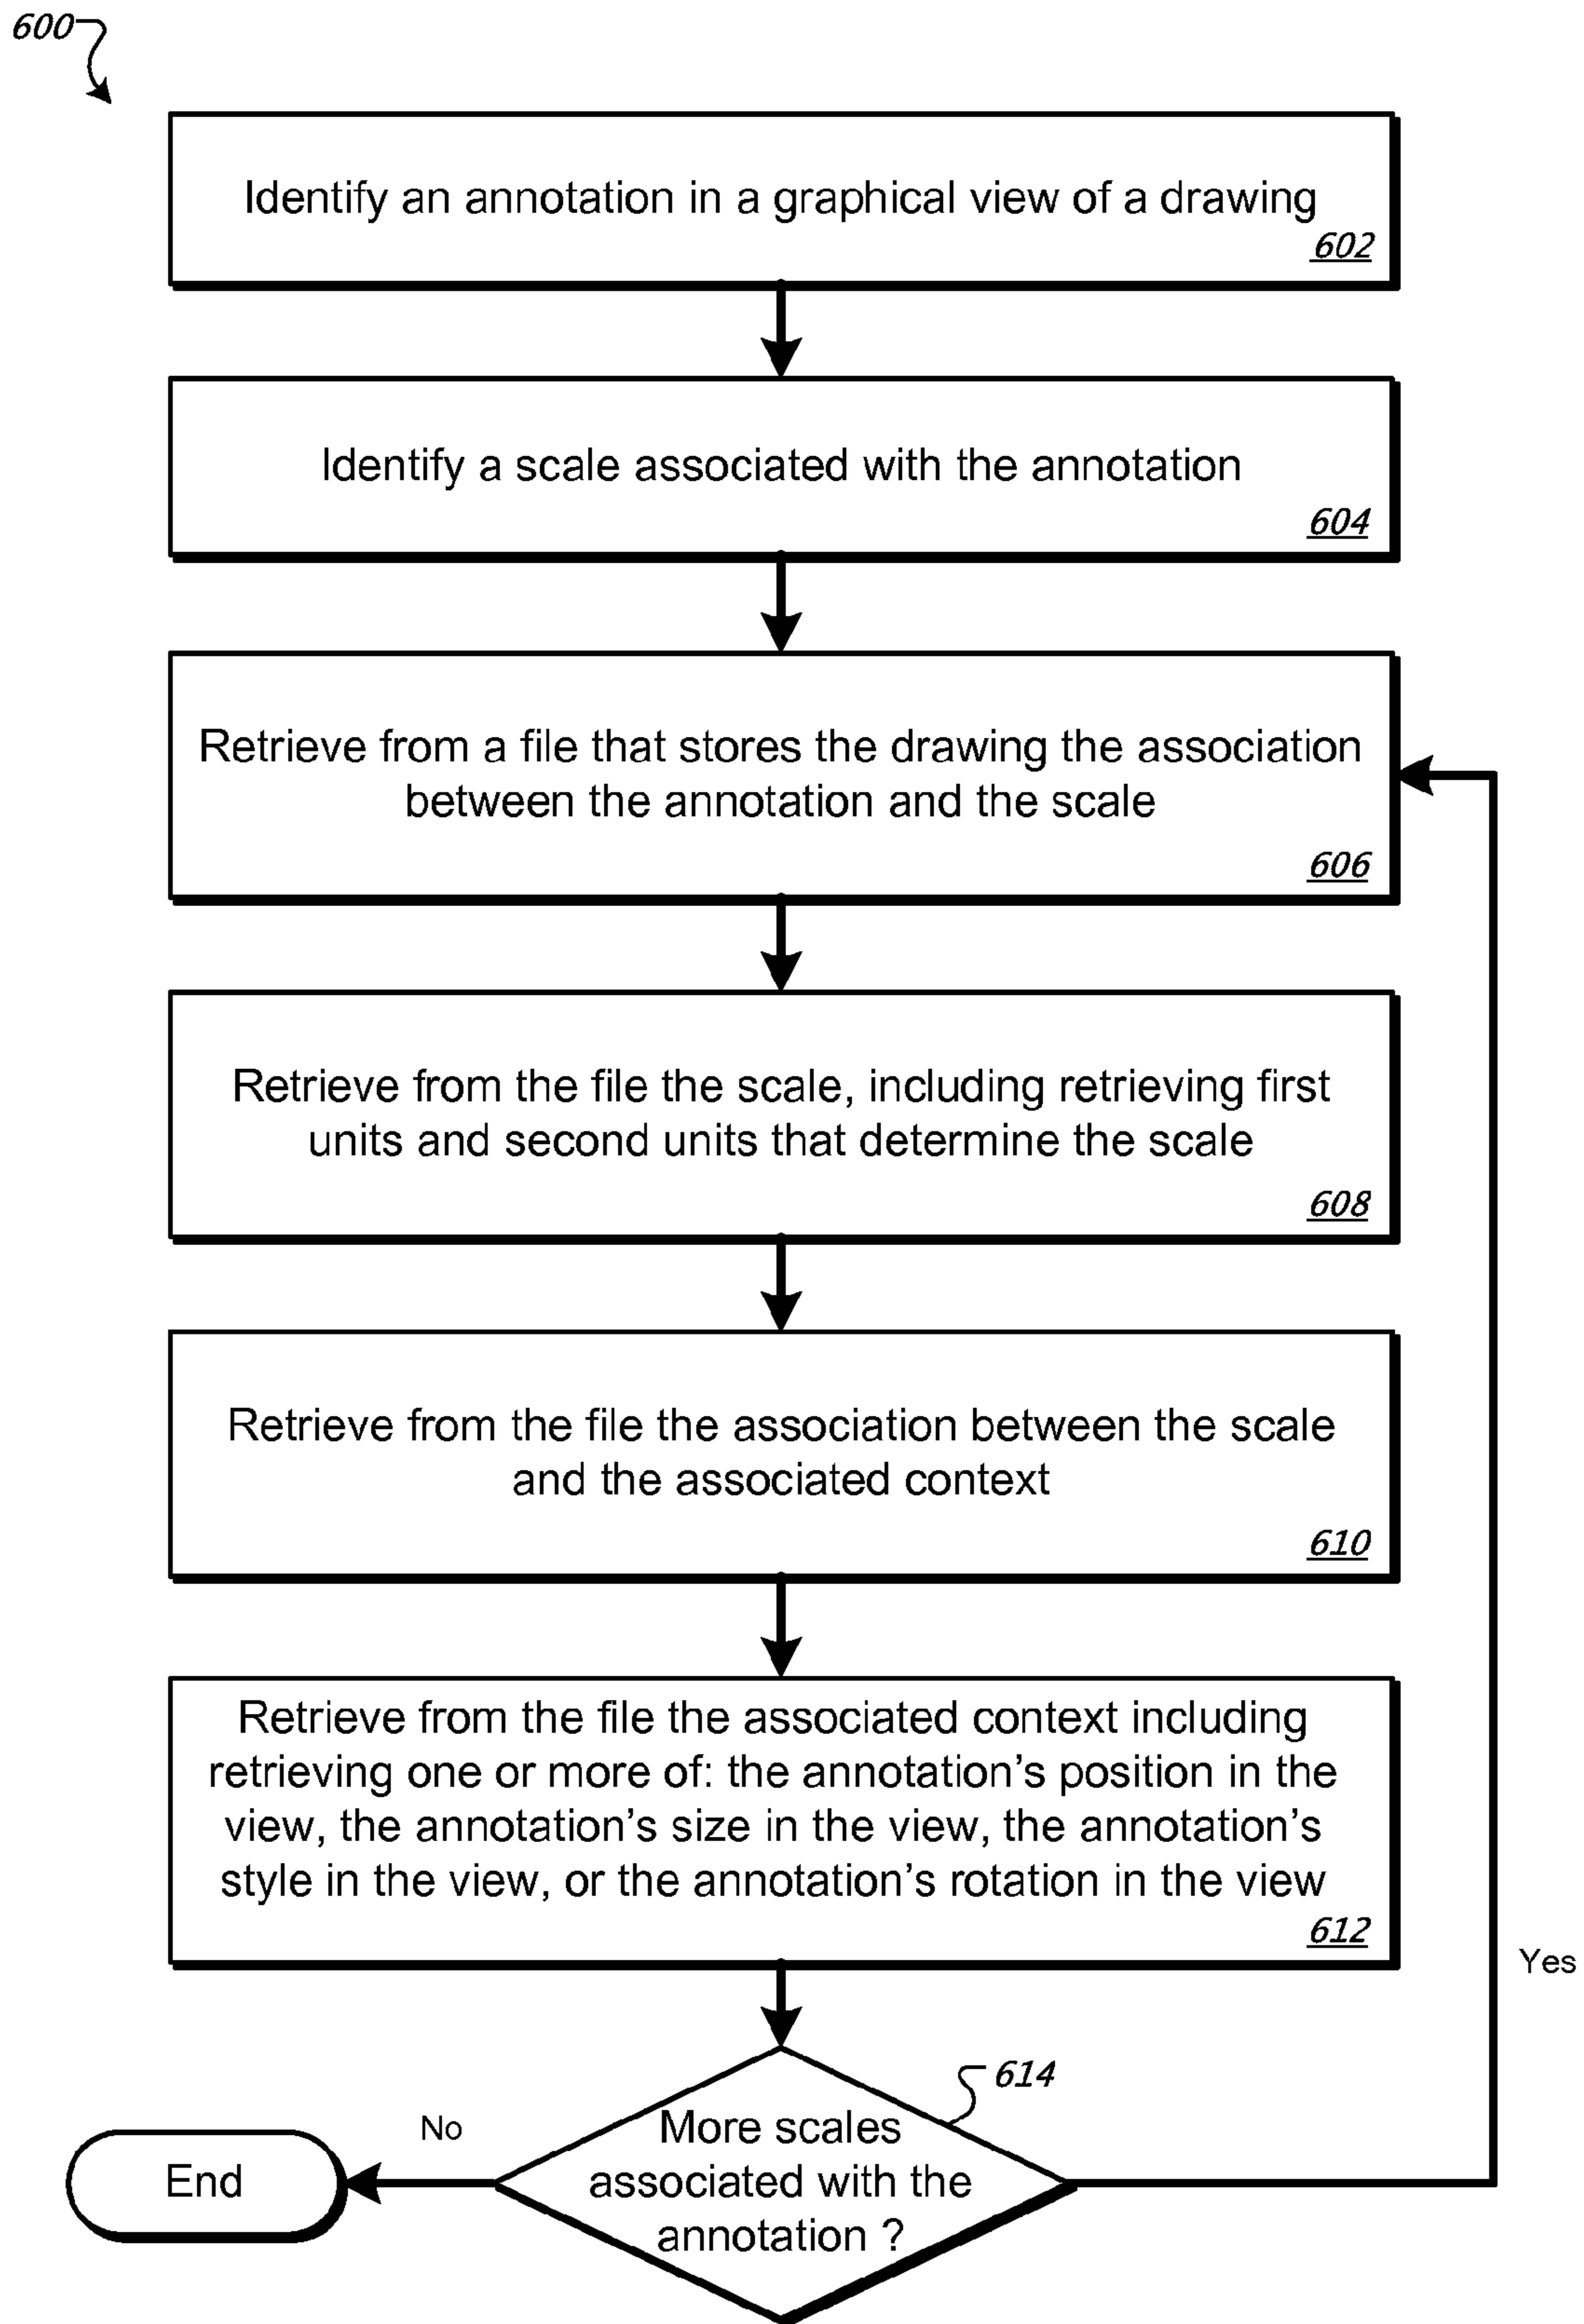 600
Identify an annotation in a graphical view of a drawing
602
Identify a scale associated with the annotation
604
Retrieve from a file that stores the drawing the association
between the annotation and the scale
606
Retrieve from the file the scale, including retrieving first
units and second units that determine the scale
608
Retrieve from the file the association between the scale
and the associated context
610
Retrieve from the file the associated context including
retrieving one or more of: the annotation's position in the
view, the annotation's size in the view, the annotation's
style in the view, or the annotation's rotation in the view
612
Yes
614
More scales
associated with the
annotation ?
No
End